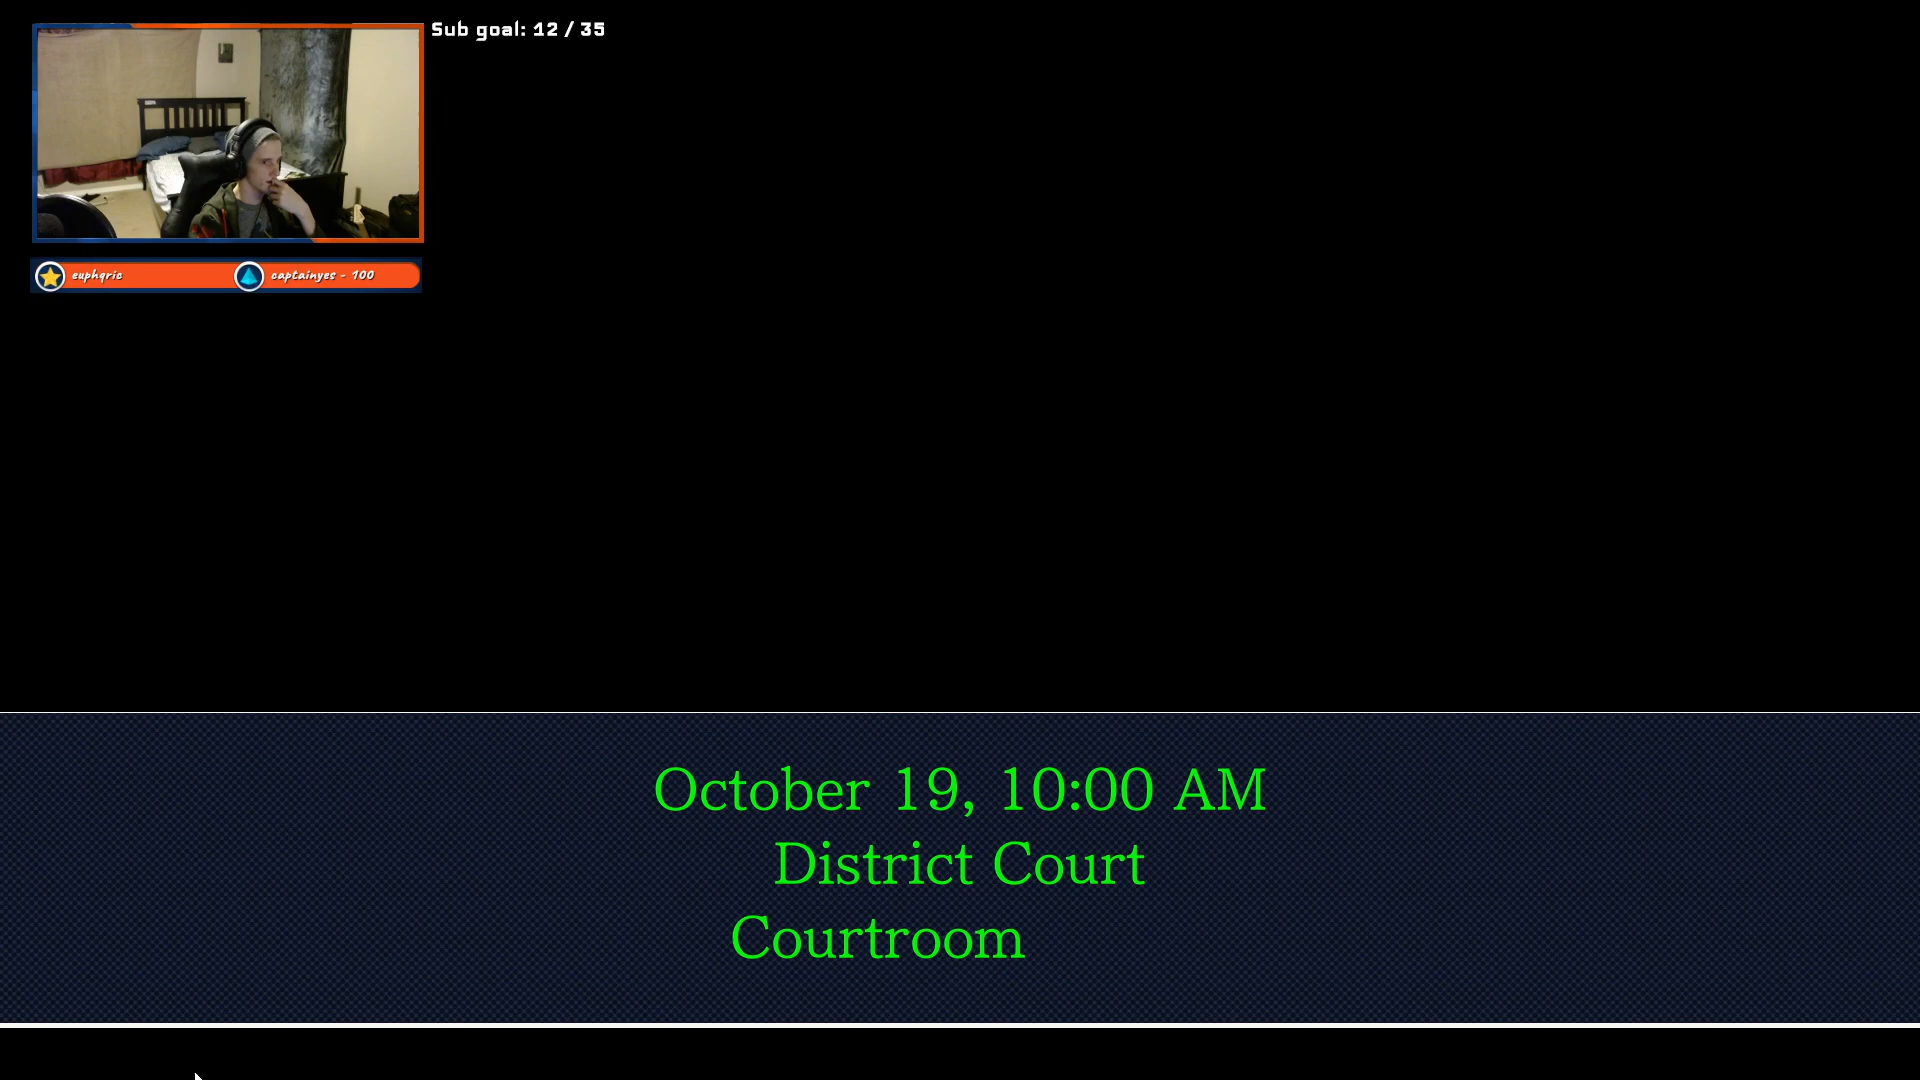 Sub goal: 12 / 35
euphqric
captainyes - 100
October 19, 10:00 AM
District Court
Courtroom